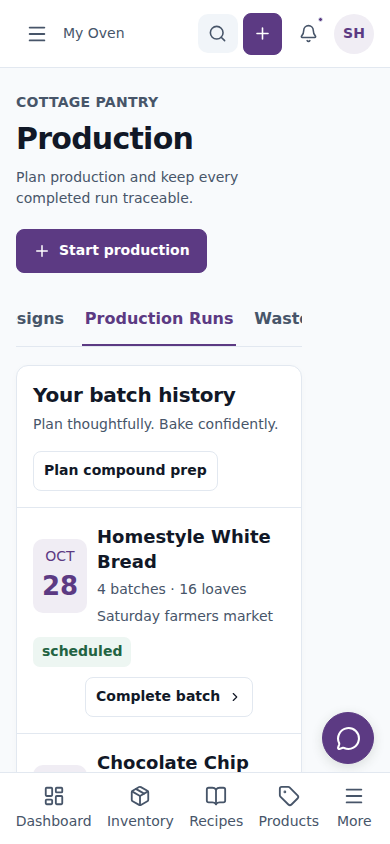 My Oven
SH
COTTAGE PANTRY
Production
Plan production and keep every
completed run traceable.
Start production
signs
Production Runs
Waste
Your batch history
Plan thoughtfully. Bake confidently.
Plan compound prep
OCT
28
Homestyle White
Bread
4 batches · 16 loaves
Saturday farmers market
scheduled
Complete batch
Chocolate Chip
Dashboard
Inventory
Recipes
Products
More